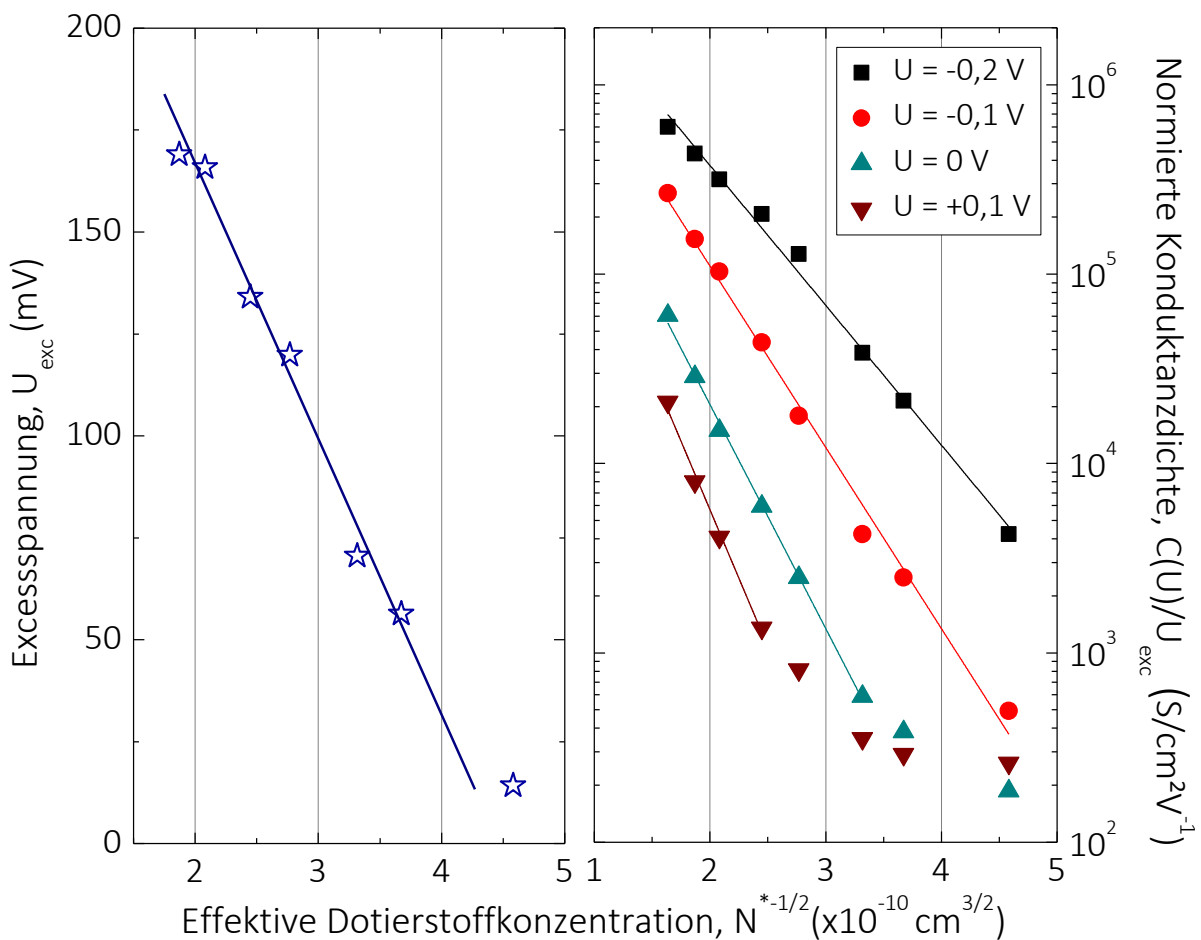 200
150
100
50
0
Excessspannung, U_exc (mV)
2
3
4
5
U = -0,2 V
U = -0,1 V
U = 0 V
U = +0,1 V
10^6
10^5
10^4
10^3
10^2
Normierte Konduktanzdichte, C(U)/U_exc (S/cm²V^-1)
1
2
3
4
5
Effektive Dotierstoffkonzentration, N^*-1/2 (x10^-10 cm^3/2)